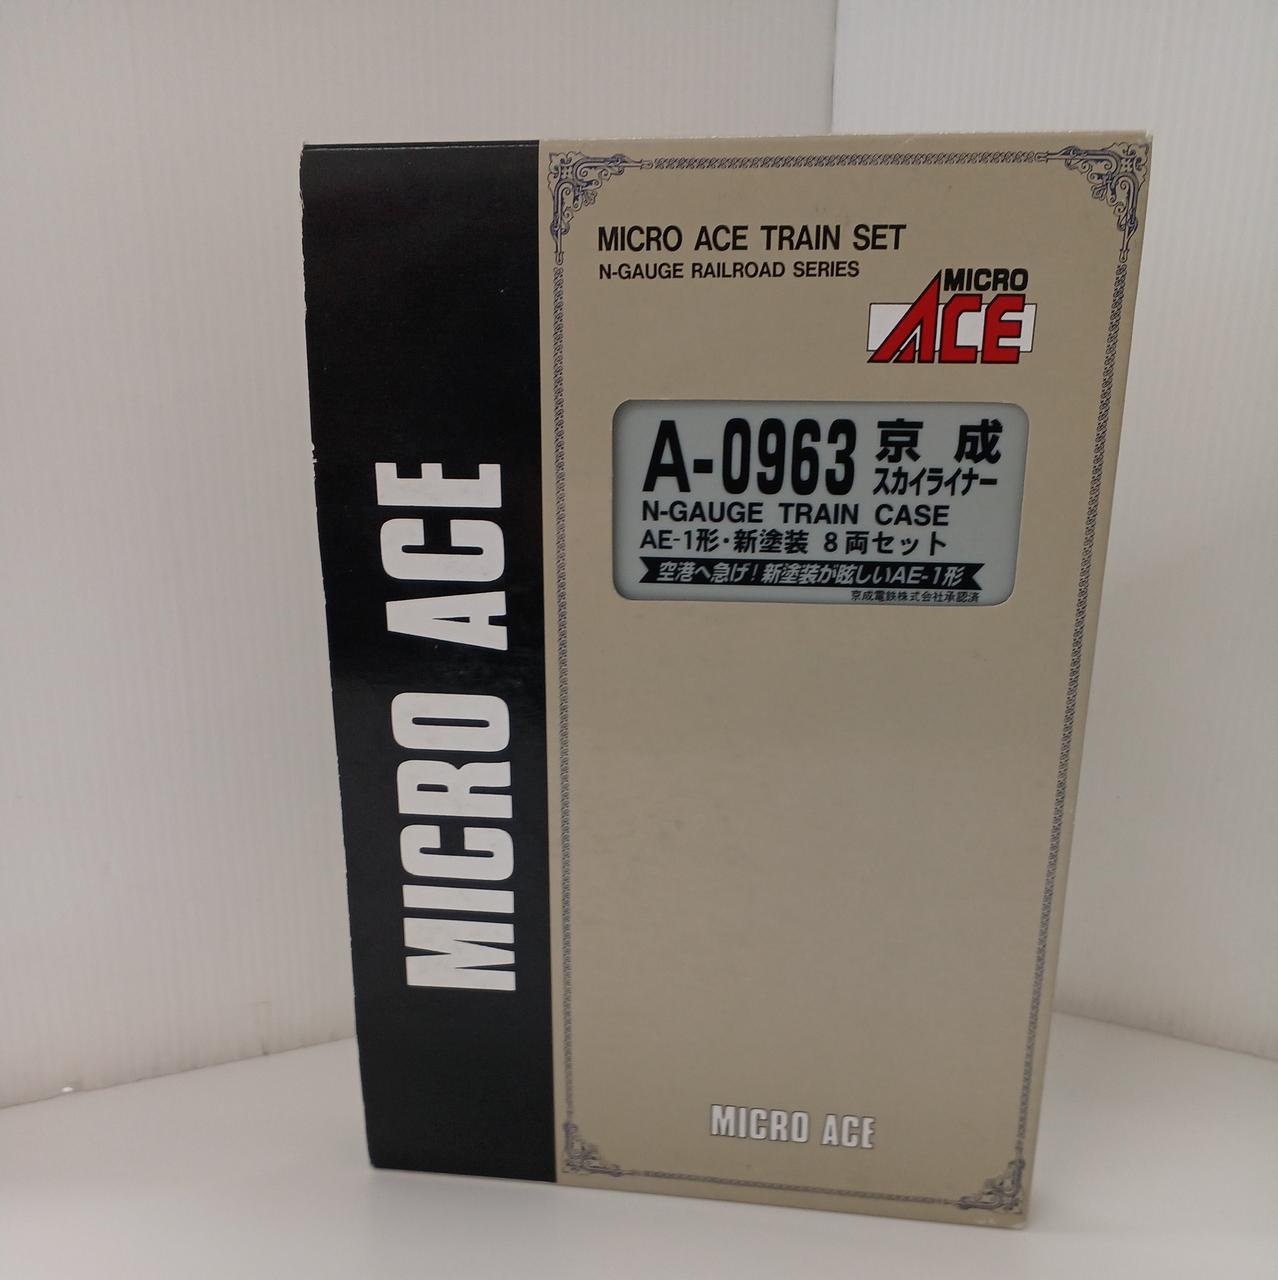 MICRO ACE
MICRO ACE TRAIN SET
N-GAUGE RAILROAD SERIES
MICRO
ACE
A-0963 京成
スカイライナー
N-GAUGE TRAIN CASE
AE-1形・新塗装 8両セット
空港へ急げ!新塗装が眩しいAE-1形
京成電鉄株式会社承認済
MICRO ACE